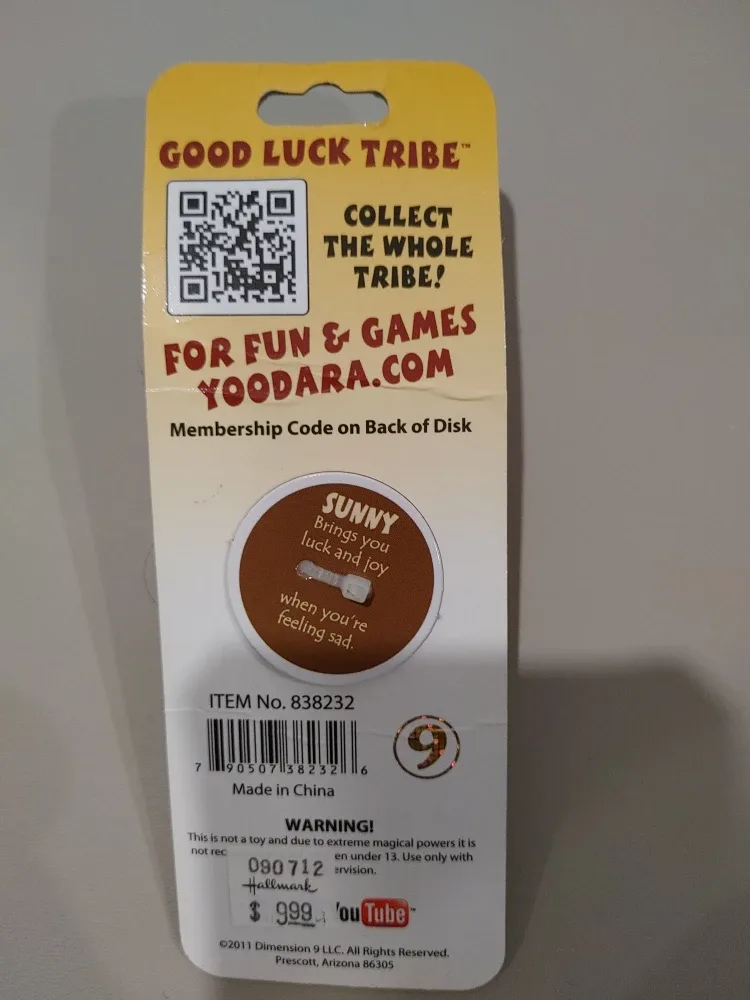 GOOD LUCK TRIBE™
COLLECT
THE WHOLE
TRIBE!
FOR FUN & GAMES
YOODARA.COM
Membership Code on Back of Disk
SUNNY
Brings you
luck and joy
when you're
feeling sad.
ITEM No. 838232
7 90507 38232 6
9
Made in China
WARNING!
This is not a toy and due to extreme magical powers it is
not en under 13. Use only with
090712
Hallmark
$ 9.99
ouTube™
©2011 Dimension 9 LLC. All Rights Reserved.
Prescott, Arizona 86305